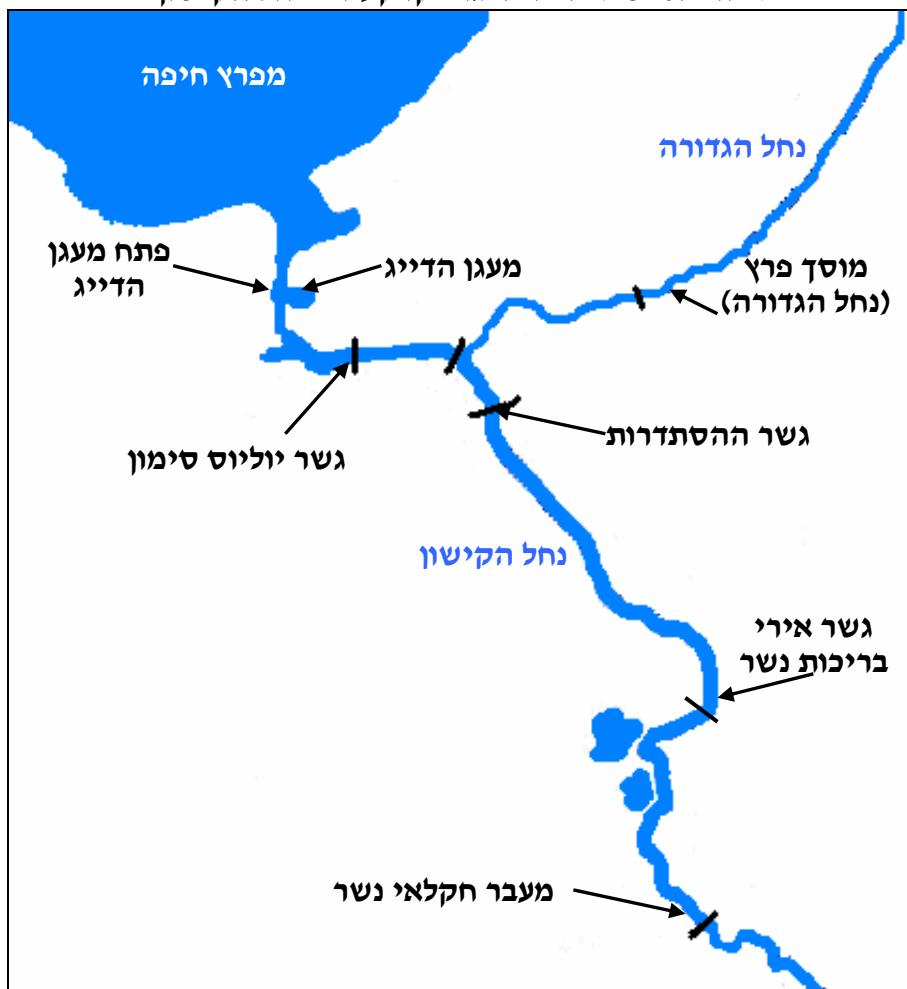 מפרץ חיפה
נחל הגדורה
פתח מעגן
הדייג
מעגן הדייג
מוסך פרץ
(נחל הגדורה)
גשר ההסתדרות
גשר יוליוס סימון
נחל הקישון
גשר אירי
בריכות נשר
מעבר חקלאי נשר